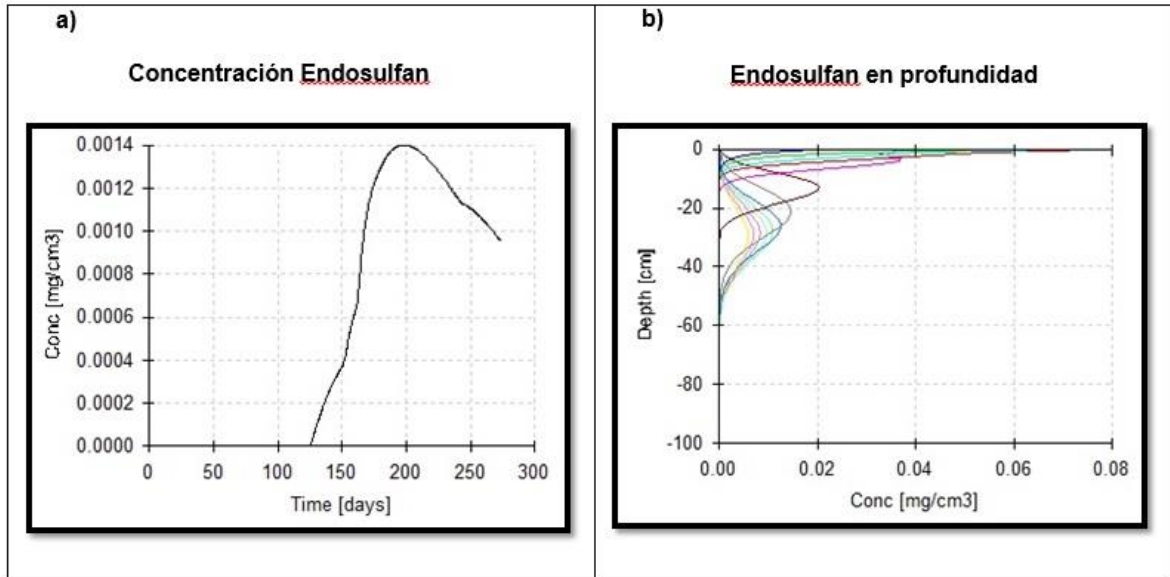 a)
Concentración Endosulfan
0.0014
0.0012
0.0010
0.0008
0.0006
0.0004
0.0002
0.0000
Conc [mg/cm3]
0 50 100 150 200 250 300
Time [days]
b)
Endosulfan en profundidad
0
-20
-40
-60
-80
-100
Depth [cm]
0.00 0.02 0.04 0.06 0.08
Conc [mg/cm3]